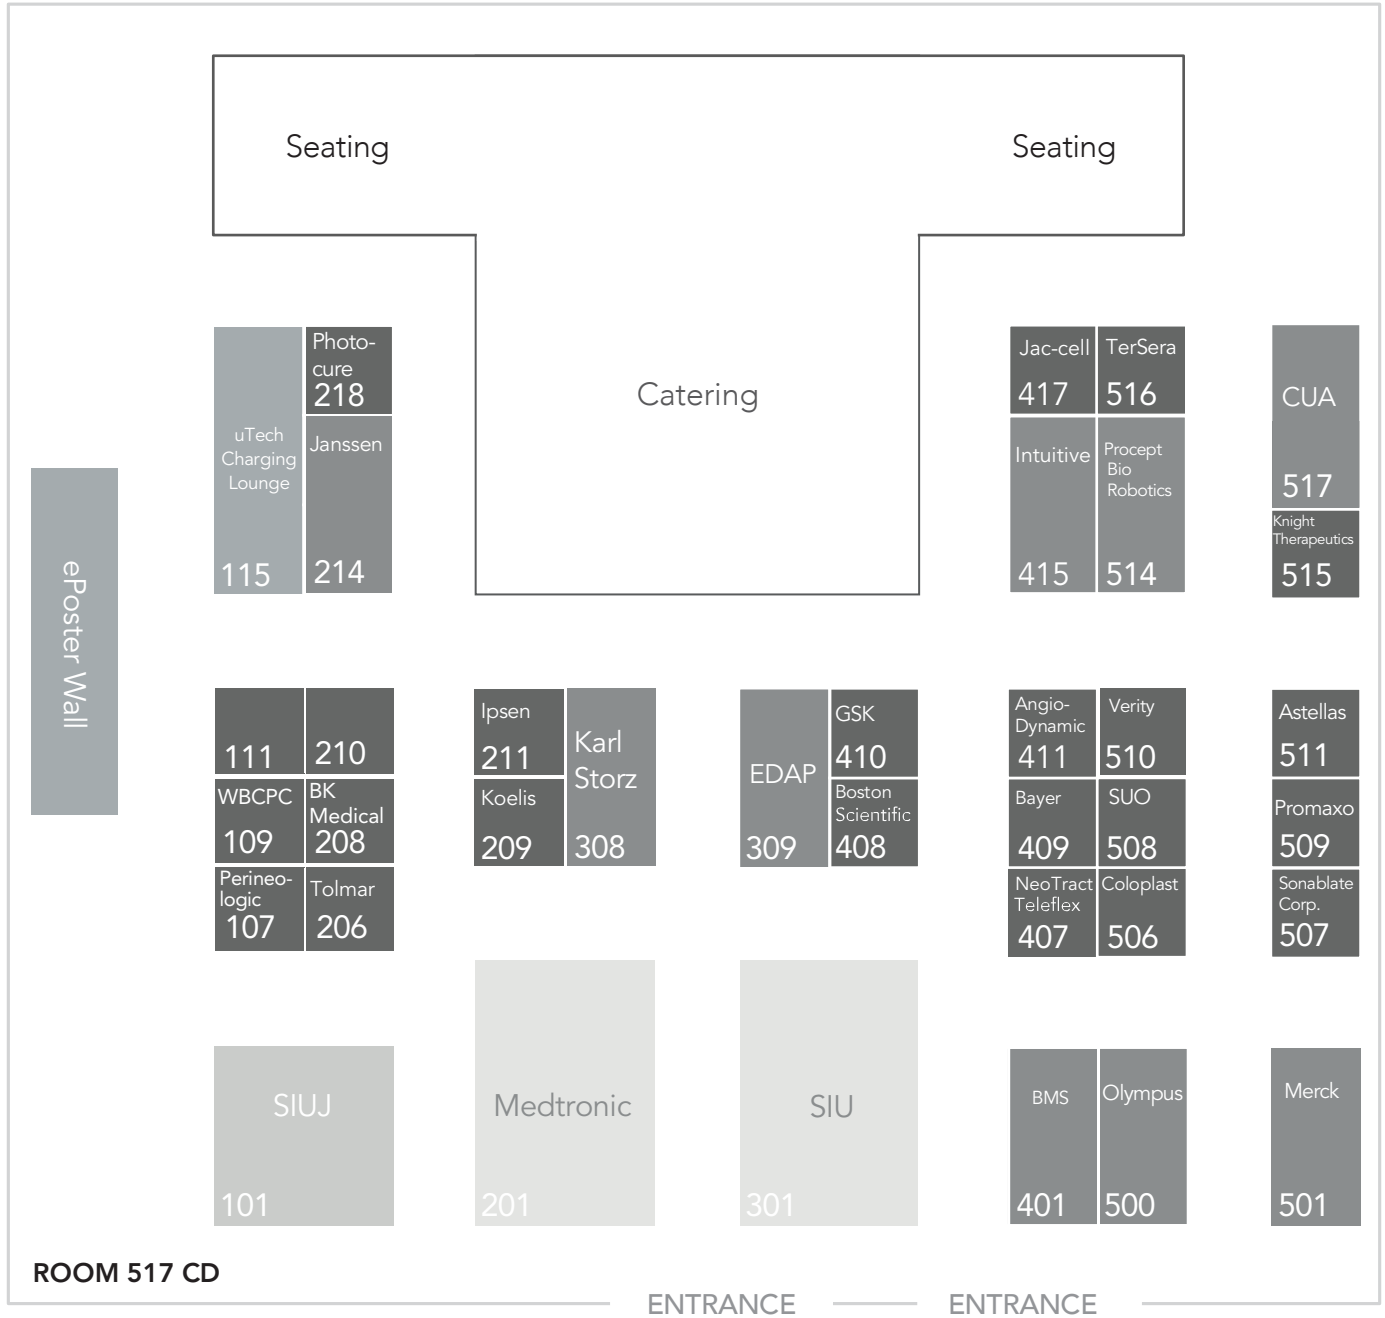 Seating
Seating
Catering
Photo-
cure
218
uTech
Charging
Lounge
115
Janssen
214
Jac-cell
417
TerSera
516
Intuitive
415
Procept
Bio
Robotics
514
CUA
517
Knight
Therapeutics
515
ePoster Wall
111
210
WBCPC
109
BK
Medical
208
Perineo-
logic
107
Tolmar
206
Ipsen
211
Koelis
209
Karl
Storz
308
EDAP
309
GSK
410
Boston
Scientific
408
Angio-
Dynamic
411
Verity
510
Bayer
409
SUO
508
NeoTract
Teleflex
407
Coloplast
506
Astellas
511
Promaxo
509
Sonablate
Corp.
507
SIUJ
101
Medtronic
201
SIU
301
BMS
401
Olympus
500
Merck
501
ROOM 517 CD
ENTRANCE
ENTRANCE